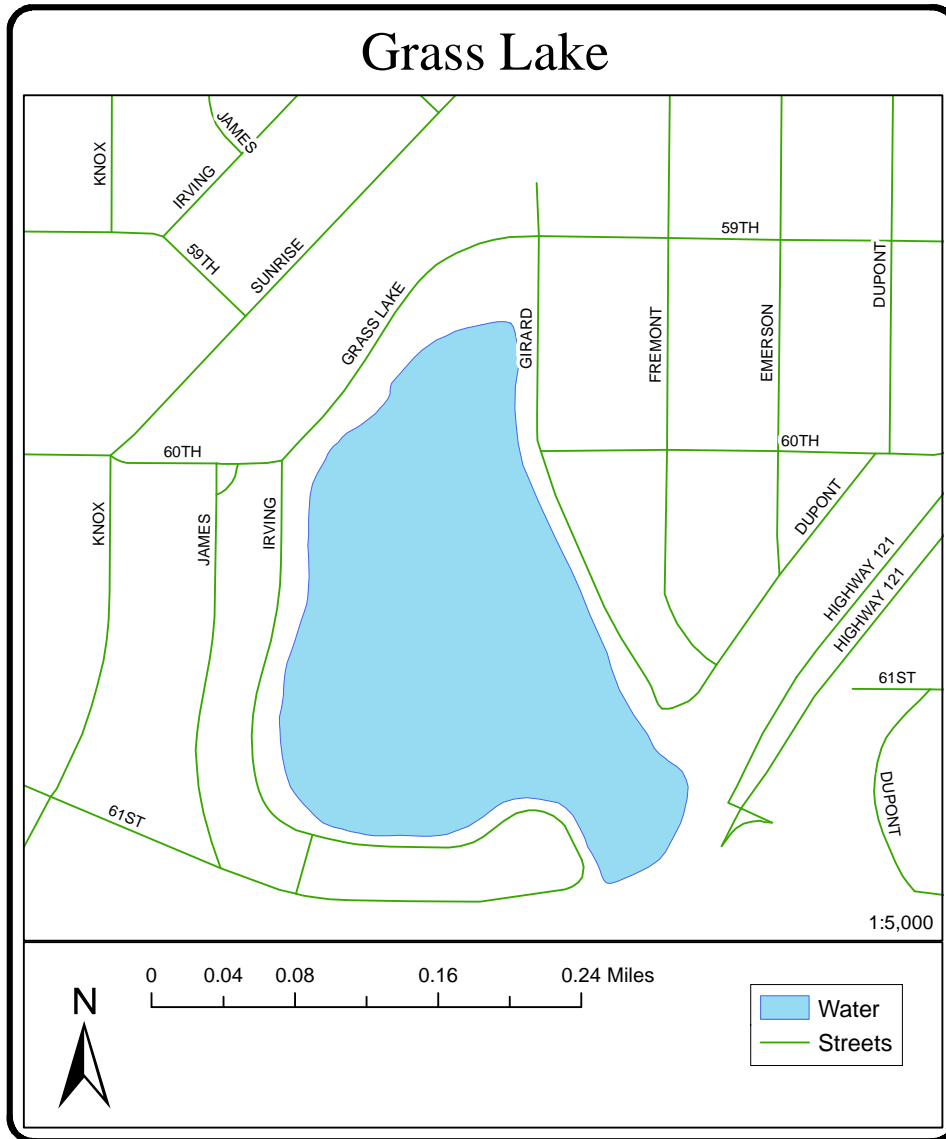 Grass Lake
JAMES
KNOX
IRVING
59TH
59TH
SUNRISE
DUPONT
GRASS LAKE
GIRARD
FREMONT
EMERSON
60TH
60TH
KNOX
JAMES
IRVING
DUPONT
HIGHWAY 121
HIGHWAY 121
61ST
61ST
DUPONT
1:5,000
0 0.04 0.08 0.16 0.24 Miles
N
Water
Streets